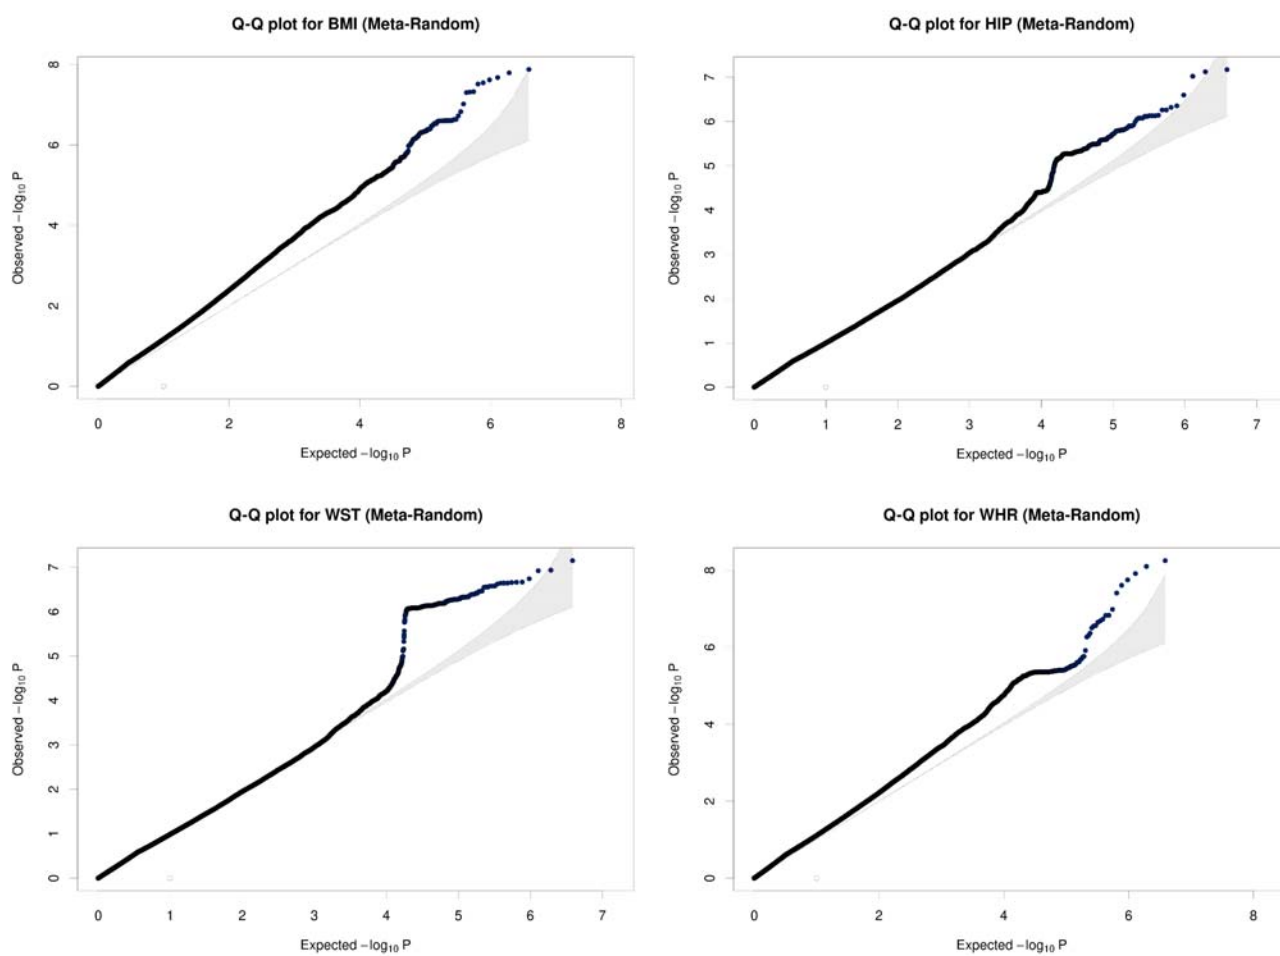 Q-Q plot for BMI (Meta-Random)
Observed −log10 P
8
6
4
2
0
0 2 4 6 8
Expected −log10 P
Q-Q plot for HIP (Meta-Random)
Observed −log10 P
7
6
5
4
3
2
1
0
0 1 2 3 4 5 6 7
Expected −log10 P
Q-Q plot for WST (Meta-Random)
Observed −log10 P
7
6
5
4
3
2
1
0
0 1 2 3 4 5 6 7
Expected −log10 P
Q-Q plot for WHR (Meta-Random)
Observed −log10 P
8
6
4
2
0
0 2 4 6 8
Expected −log10 P